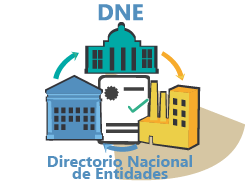 DNE
Directorio Nacional
de Entidades